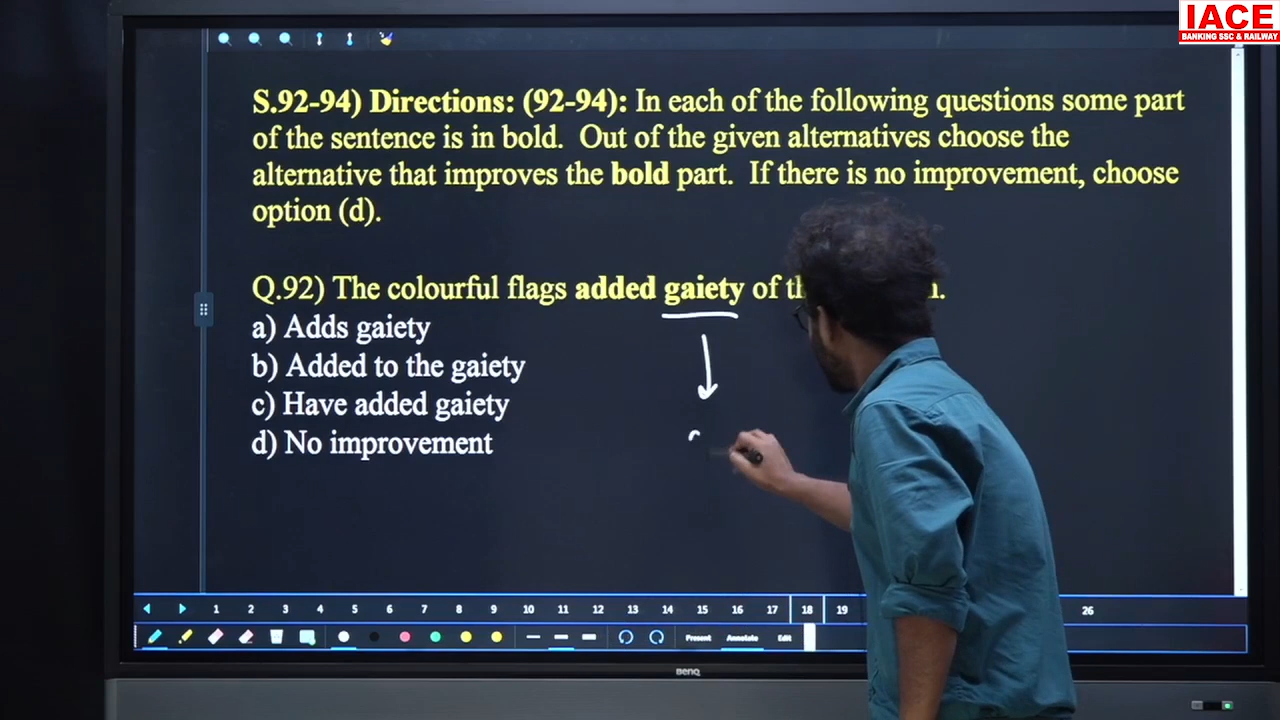 IACE
BANKING SSC & RAILWAY
S.92-94) Directions: (92-94): In each of the following questions some part
of the sentence is in bold. Out of the given alternatives choose the
alternative that improves the bold part. If there is no improvement, choose
option (d).
Q.92) The colourful flags added gaiety of
a) Adds gaiety
b) Added to the gaiety
c) Have added gaiety
d) No improvement
1 2 3 4 5 6 7 8 9 10 11 12 13 14 15 16 17 18 19 26
Present Annotate Edit
BenQ